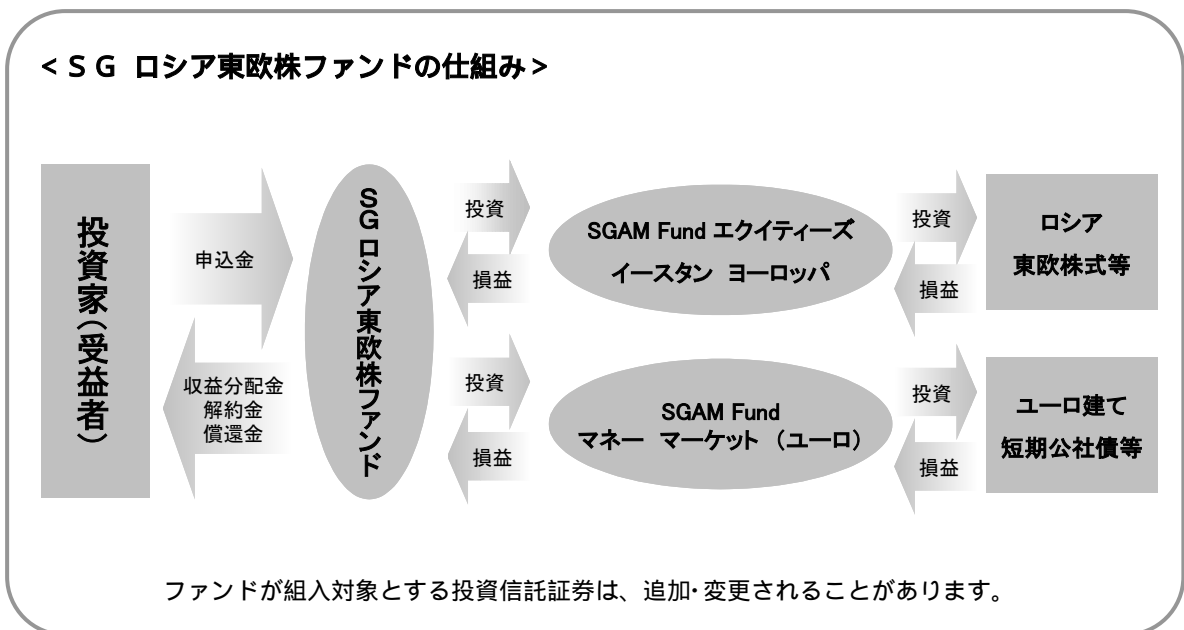 < ＳＧ ロシア東欧株ファンドの仕組み >
投資家（受益者）
申込金
収益分配金
解約金
償還金
ＳＧ ロシア東欧株ファンド
投資
損益
投資
損益
SGAM Fund エクイティーズ
イースタン ヨーロッパ
SGAM Fund
マネー マーケット （ユーロ）
投資
損益
投資
損益
ロシア
東欧株式等
ユーロ建て
短期公社債等
ファンドが組入対象とする投資信託証券は、追加・変更されることがあります。